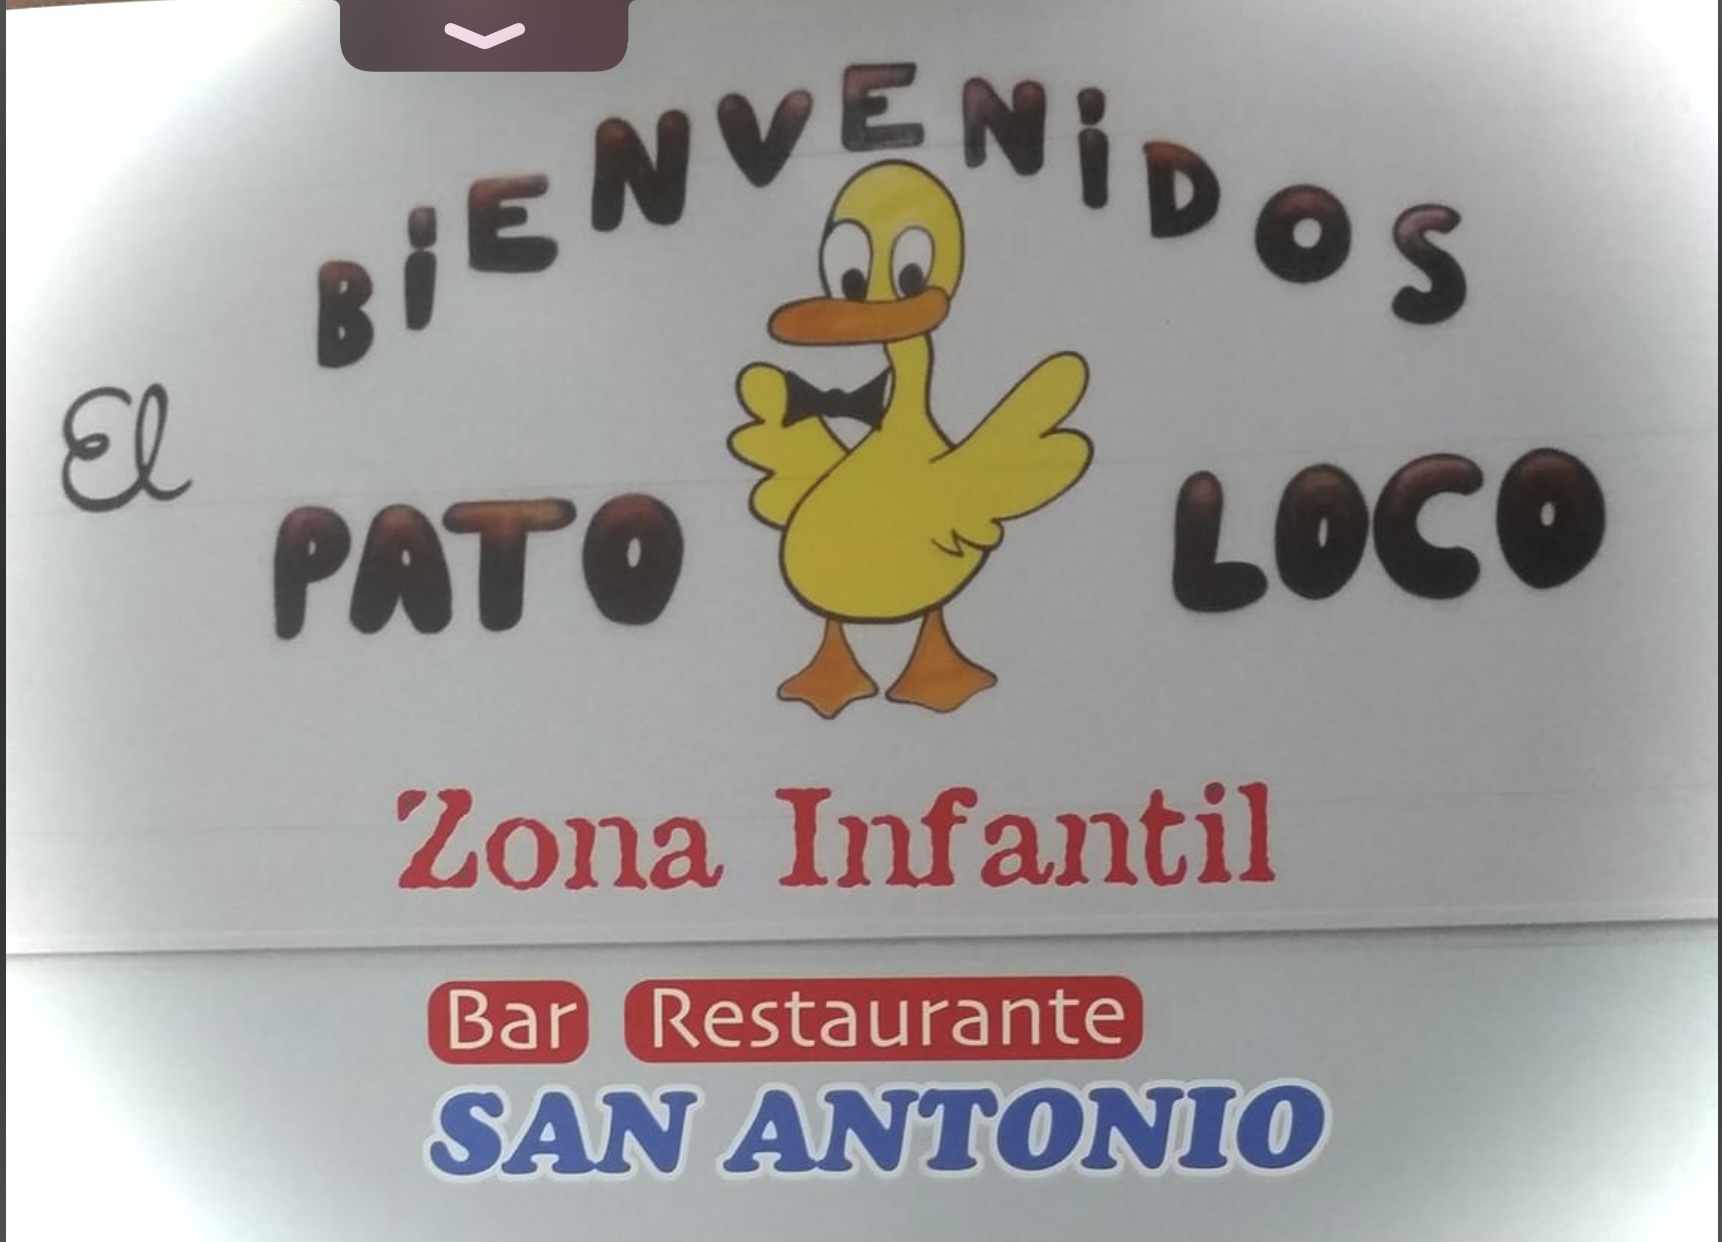 BiENVENiDOS
El
PATO LOCO
Zona Infantil
Bar Restaurante
SAN ANTONIO